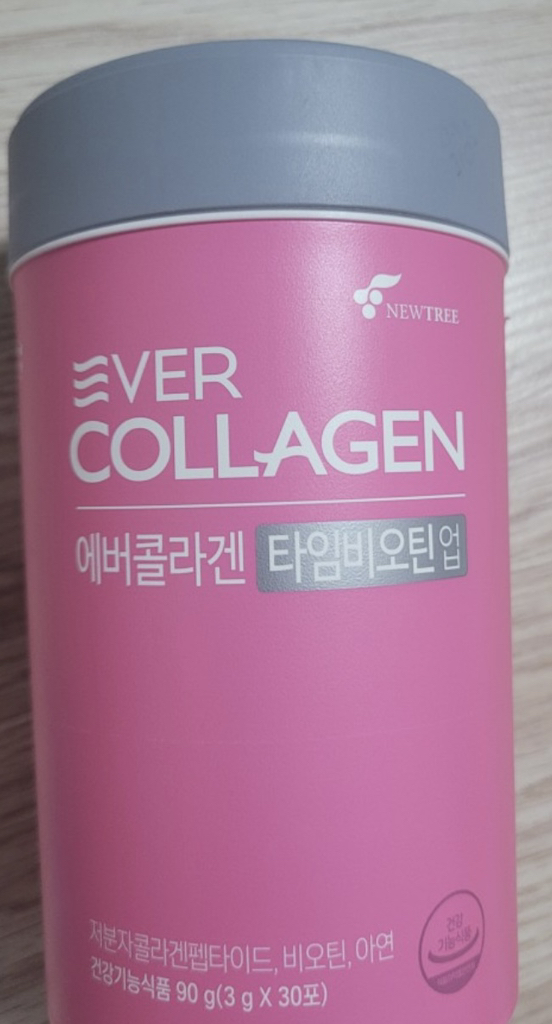 NEWTREE
EVER
COLLAGEN
에버콜라겐 타임비오틴업
저분자콜라겐펩타이드, 비오틴, 아연
건강기능식품 90 g(3 g X 30포)
건강
기능식품